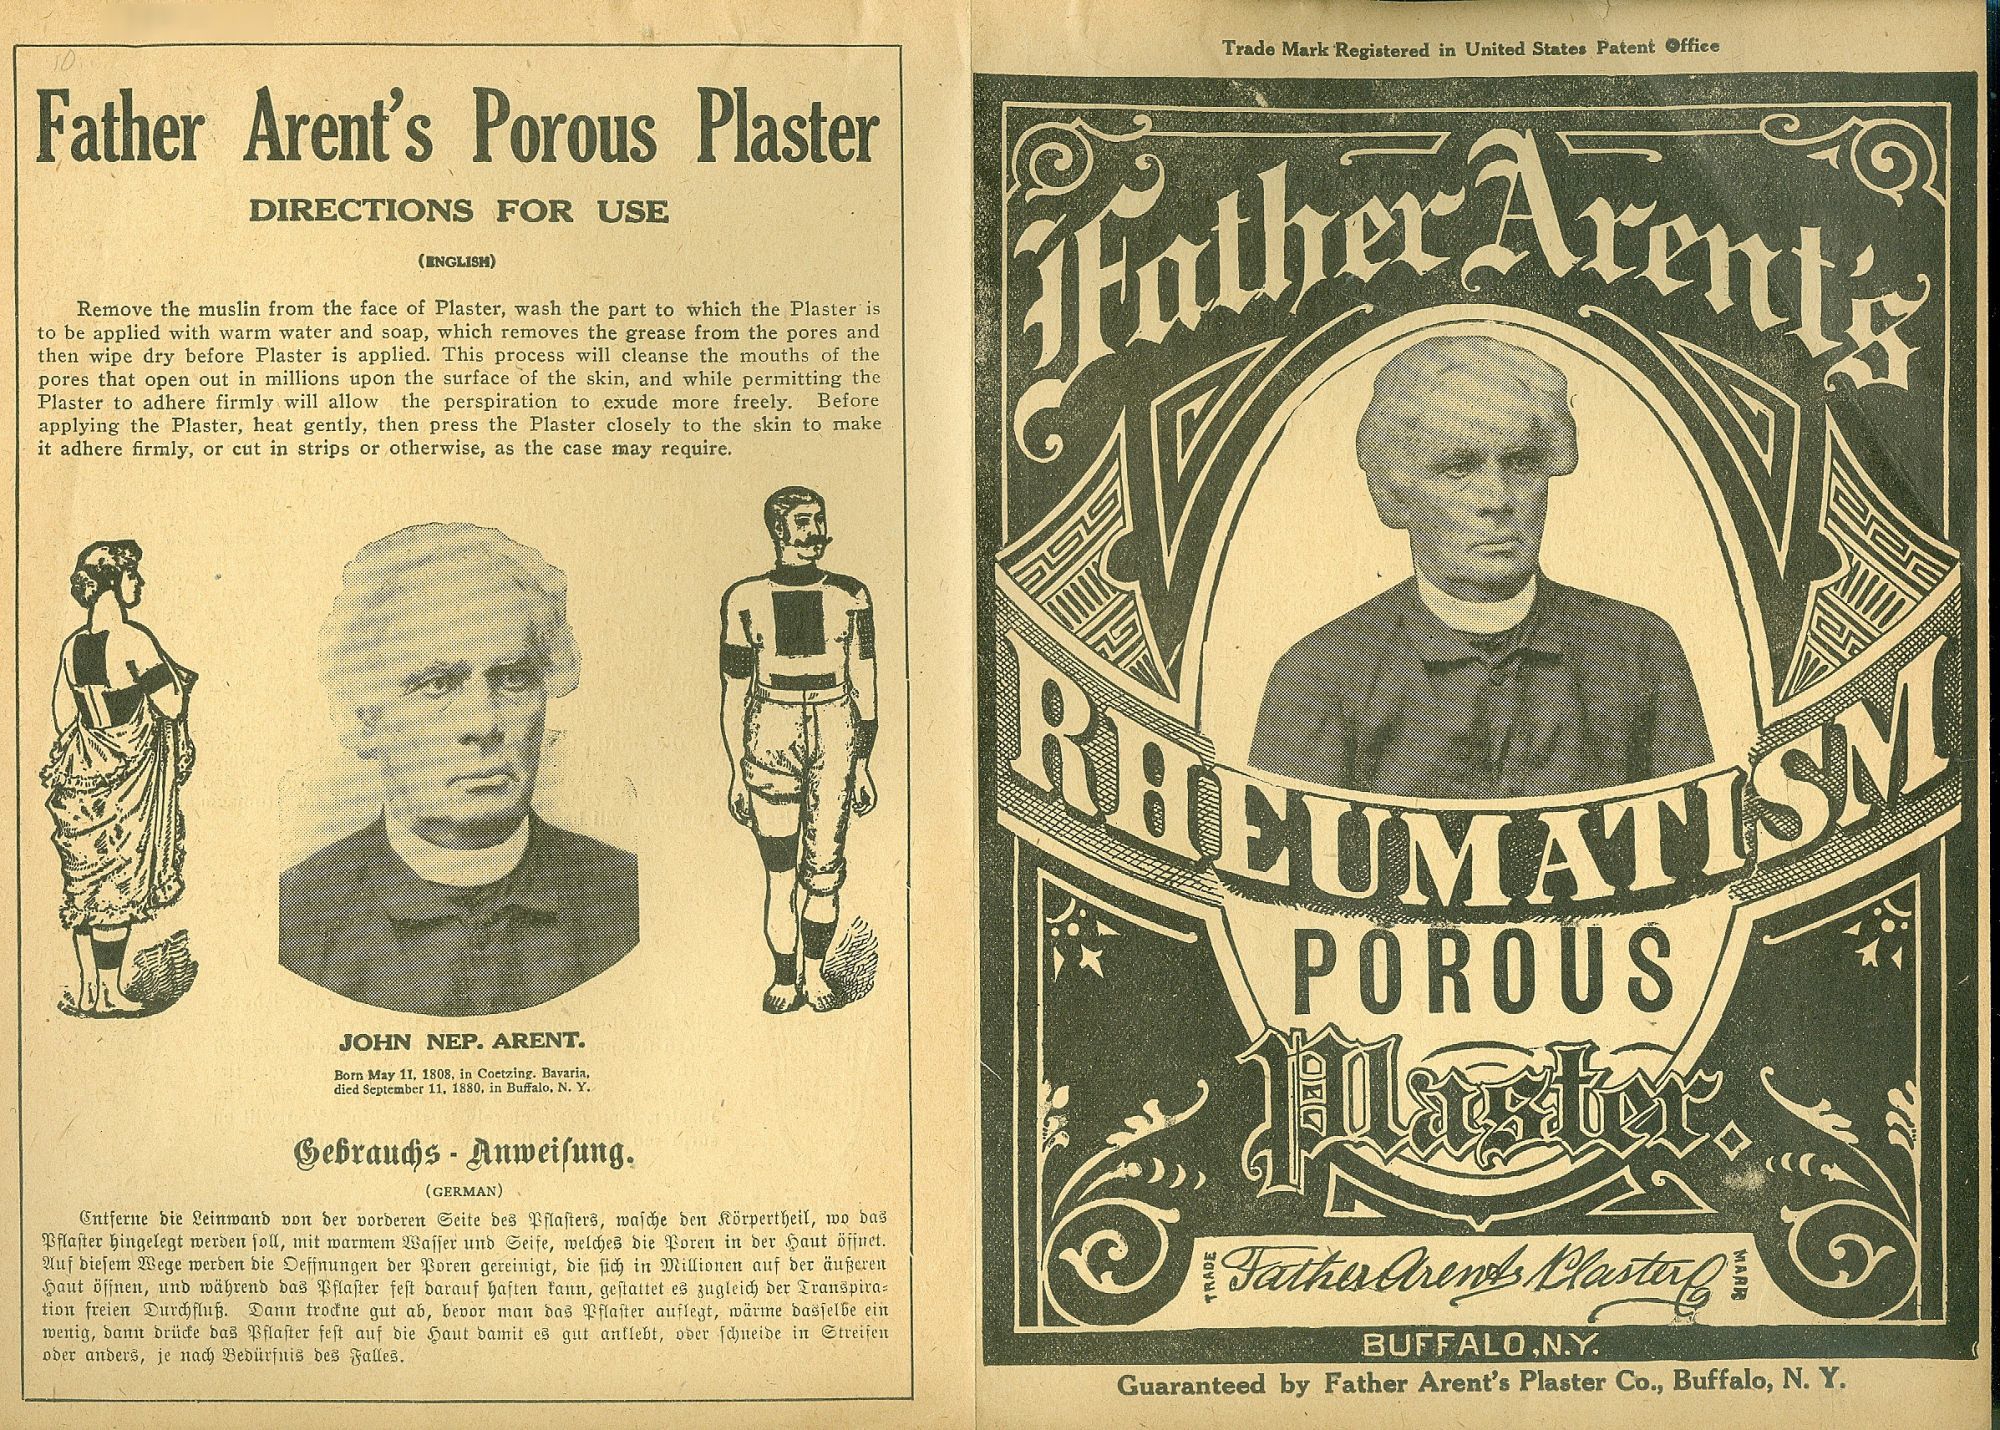 Father Arent's Porous Plaster
DIRECTIONS FOR USE
(ENGLISH)
Remove the muslin from the face of Plaster, wash the part to which the Plaster is
to be applied with warm water and soap, which removes the grease from the pores and
then wipe dry before Plaster is applied. This process will cleanse the mouths of the
pores that open out in millions upon the surface of the skin, and while permitting the
Plaster to adhere firmly will allow the perspiration to exude more freely. Before
applying the Plaster, heat gently, then press the Plaster closely to the skin to make
it adhere firmly, or cut in strips or otherwise, as the case may require.
JOHN NEP. ARENT.
Born May 11, 1808, in Coetzing, Bavaria,
died September 11, 1880, in Buffalo, N. Y.
Gebrauchs-Anweiſung.
(GERMAN)
Entferne die Leinwand von der vorderen Seite des Pflaſters, waſche den Körpertheil, wo das
Pflaſter hingelegt werden ſoll, mit warmem Waſſer und Seife, welches die Poren in der Haut öffnet.
Auf dieſem Wege werden die Oeffnungen der Poren gereinigt, die ſich in Millionen auf der äußeren
Haut öffnen, und während das Pflaſter feſt darauf haften kann, geſtattet es zugleich der Transpira-
tion freien Durchfluß. Dann trockne gut ab, bevor man das Pflaſter auflegt, wärme dasſelbe ein
wenig, dann drücke das Pflaſter feſt auf die Haut damit es gut anklebt, oder ſchneide in Streifen
oder anders, je nach Bedürfnis des Falles.
Trade Mark Registered in United States Patent Office
Father Arent's
RHEUMATISM
POROUS
Plaster.
TRADE Father Arents Plaster Co MARK
BUFFALO, N.Y.
Guaranteed by Father Arent's Plaster Co., Buffalo, N. Y.